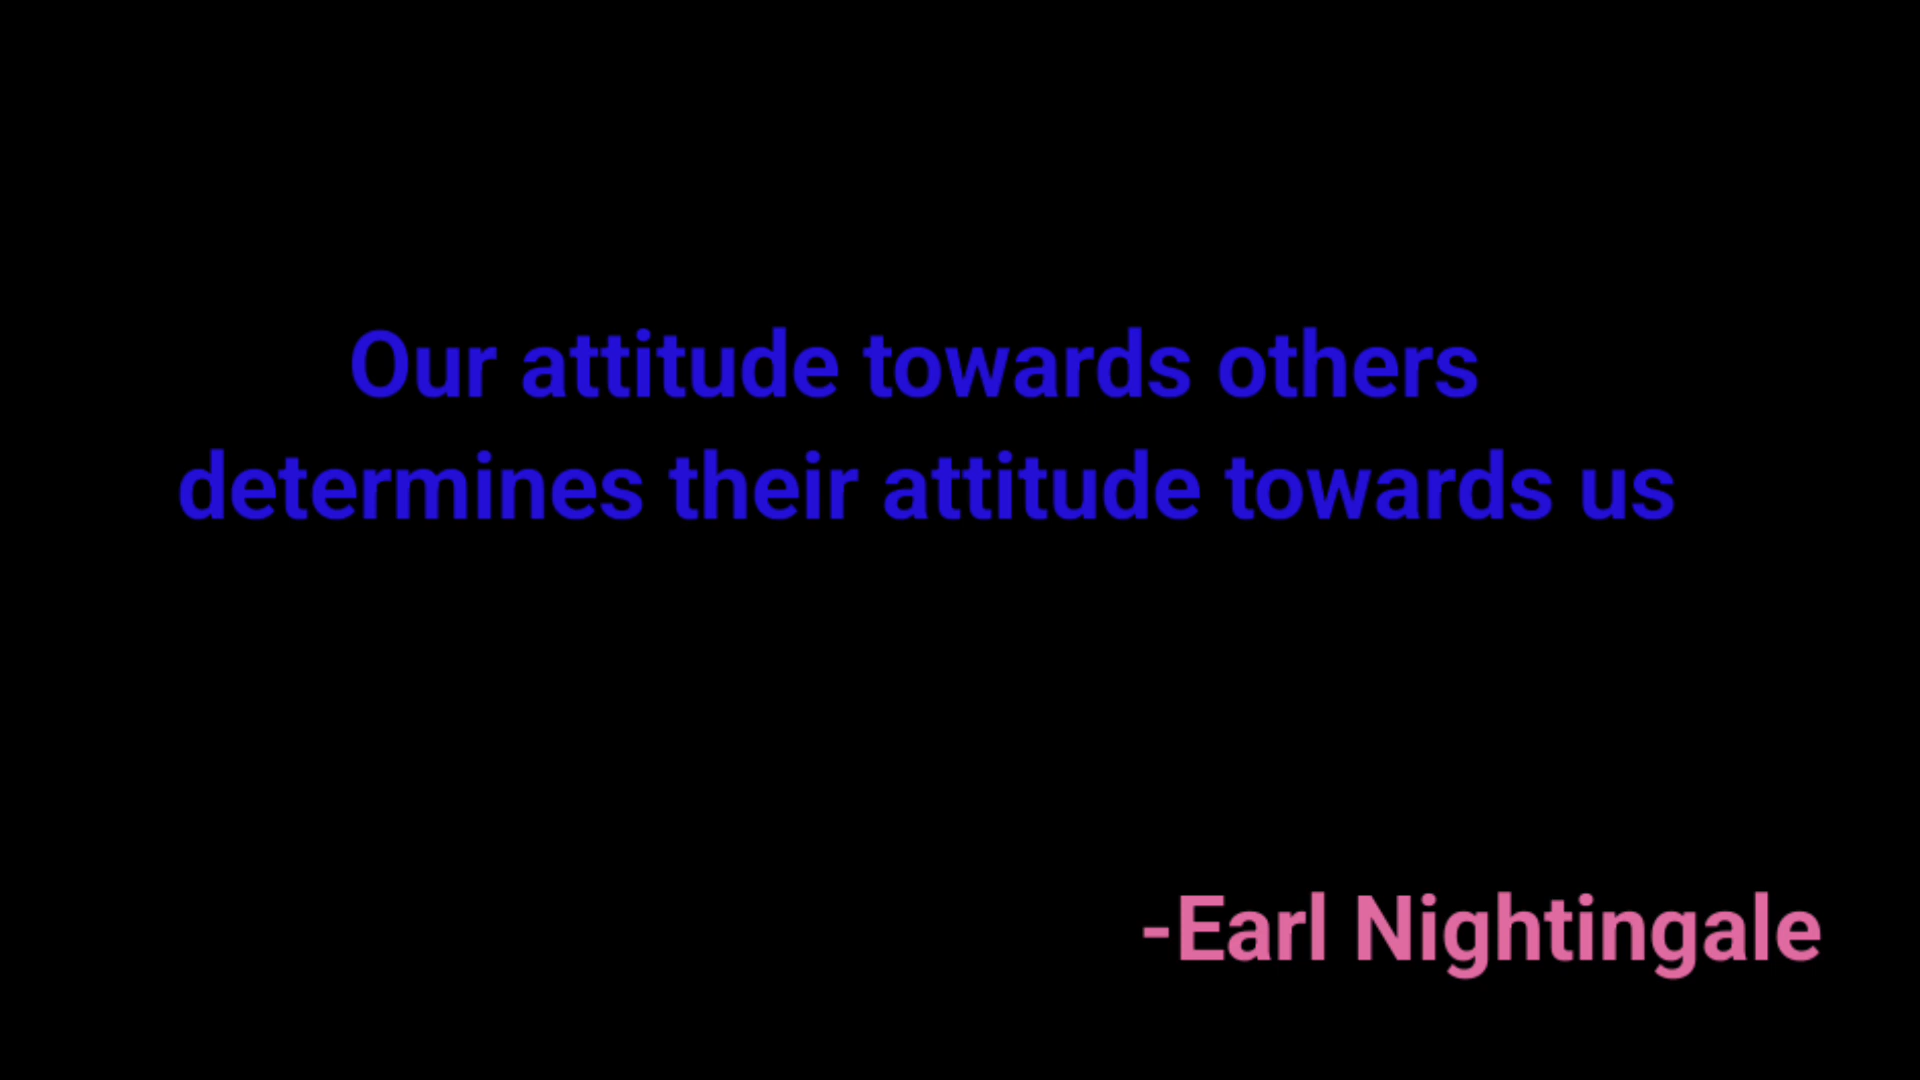 Our attitude towards others
determines their attitude towards us
-Earl Nightingale